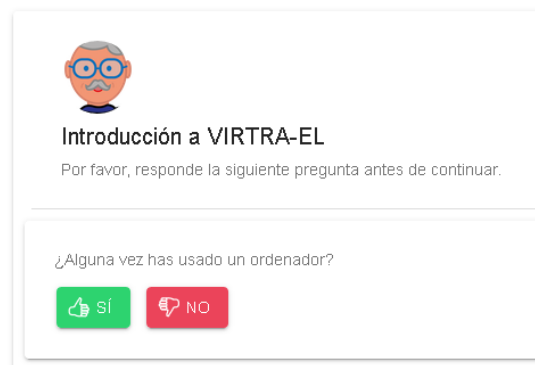 Introducción a VIRTRA-EL
Por favor, responde la siguiente pregunta antes de continuar.
¿Alguna vez has usado un ordenador?
SÍ
NO